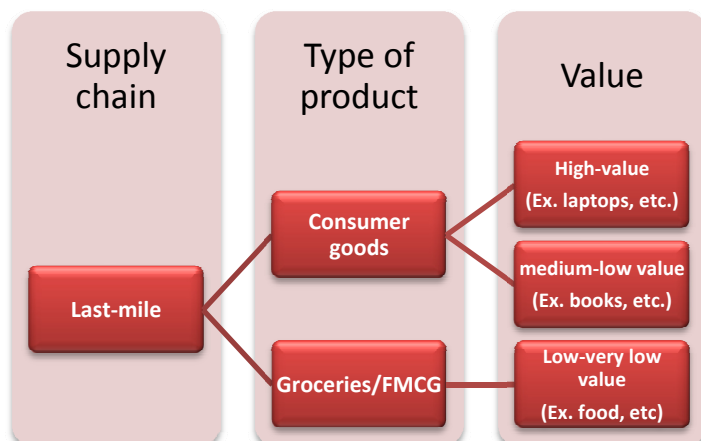 Supply
chain
Type of
product
Value
Last-mile
Consumer
goods
Groceries/FMCG
High-value
(Ex. laptops, etc.)
medium-low value
(Ex. books, etc.)
Low-very low
value
(Ex. food, etc)